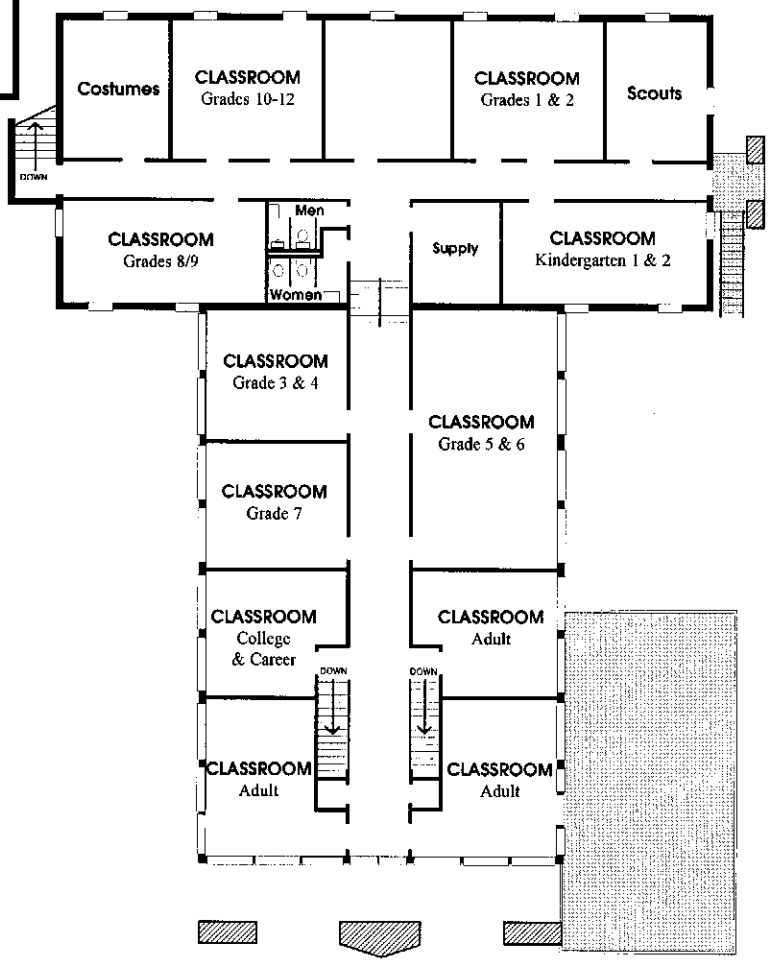 Costumes
CLASSROOM
Grades 10-12
CLASSROOM
Grades 1 & 2
Scouts
DOWN
CLASSROOM
Grades 8/9
Men
Women
Supply
CLASSROOM
Kindergarten 1 & 2
CLASSROOM
Grade 3 & 4
CLASSROOM
Grade 5 & 6
CLASSROOM
Grade 7
CLASSROOM
College
& Career
CLASSROOM
Adult
DOWN
DOWN
CLASSROOM
Adult
CLASSROOM
Adult